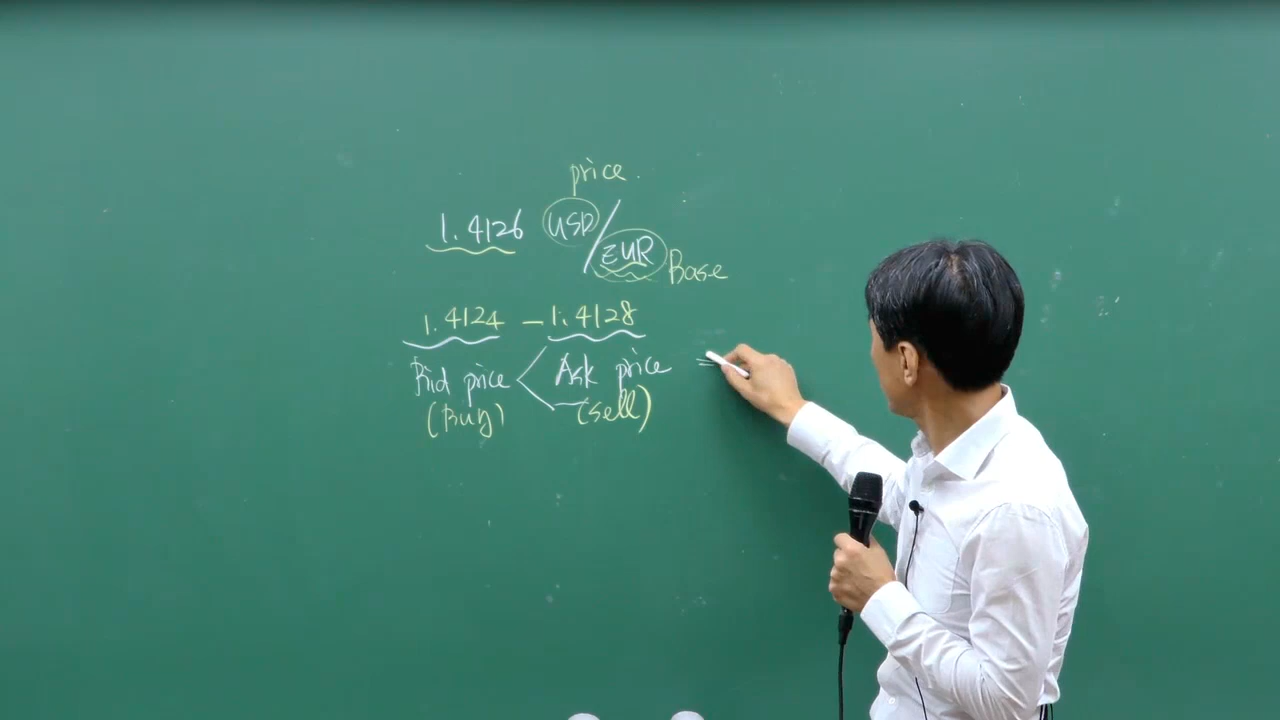 price.
1.4126 USD/EUR Base
1.4124 - 1.4128
Bid price < Ask price =
(Buy) (Sell)